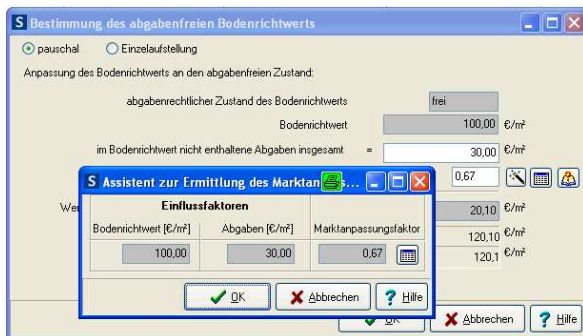 S Bestimmung des abgabenfreien Bodenrichtwerts
pauschal Einzelaufstellung
Anpassung des Bodenrichtwerts an den abgabenfreien Zustand:
abgabenrechtlicher Zustand des Bodenrichtwerts frei
Bodenrichtwert 100,00 €/m²
im Bodenrichtwert nicht enthaltene Abgaben insgesamt = 30,00 €/m²
0,67
20,10 €/m²
120,10 €/m²
120,1 €/m²
S Assistent zur Ermittlung des
Einflussfaktoren
Bodenrichtwert [€/m²] Abgaben [€/m²] Marktanpassungsfaktor
100,00 30,00 0,67
OK Abbrechen ? Hilfe
Abbrechen ? Hilfe